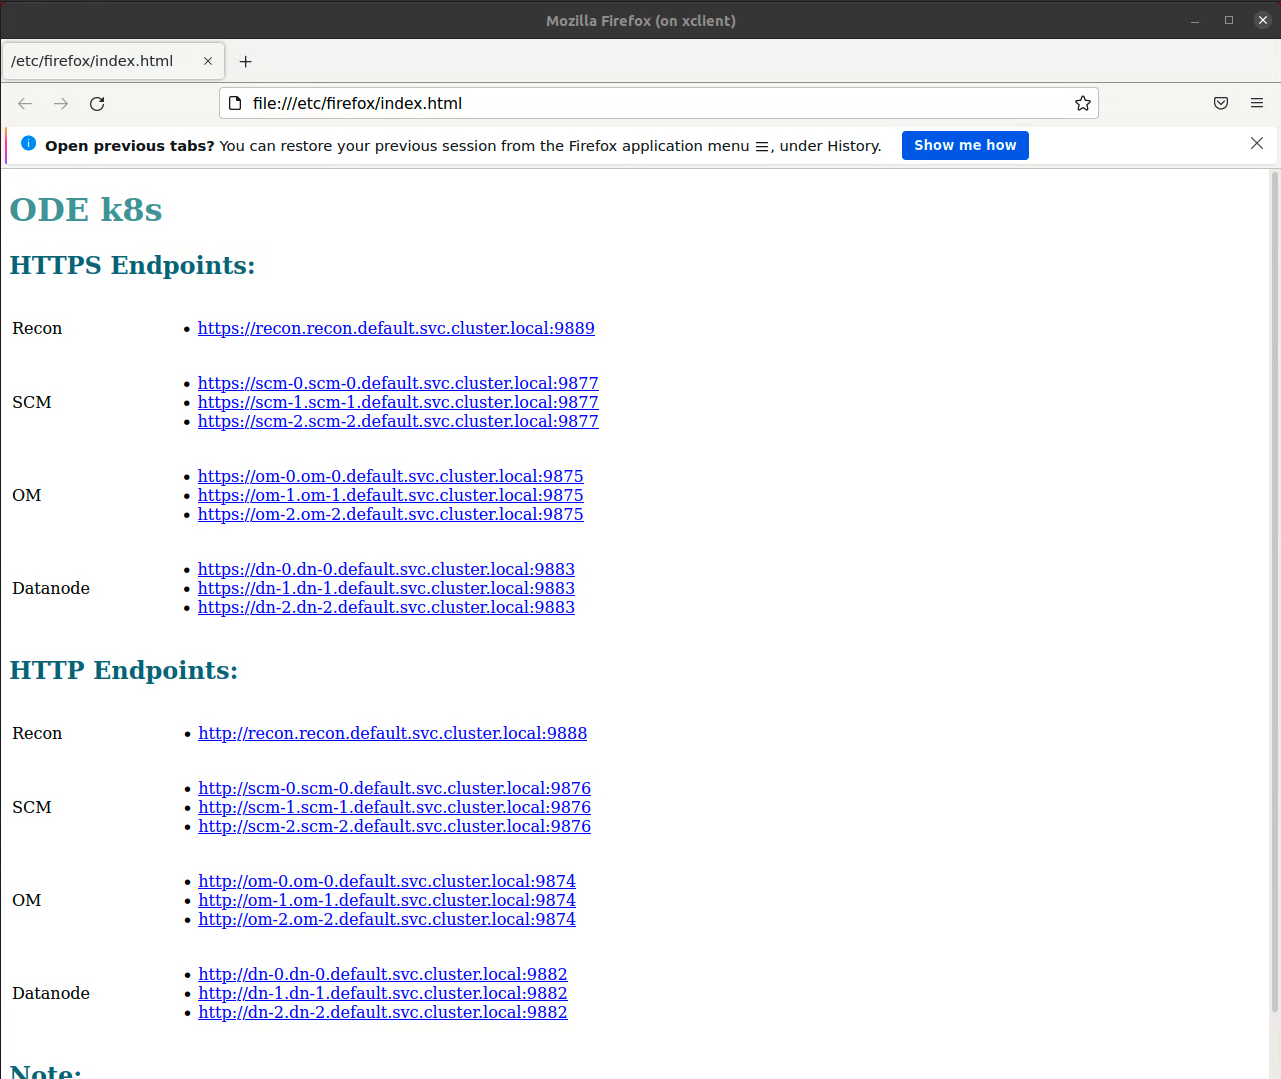 Mozilla Firefox (on xclient)
/etc/firefox/index.html
file:///etc/firefox/index.html
Open previous tabs? You can restore your previous session from the Firefox application menu ☰, under History. Show me how
ODE k8s
HTTPS Endpoints:
Recon • https://recon.recon.default.svc.cluster.local:9889
• https://scm-0.scm-0.default.svc.cluster.local:9877
SCM • https://scm-1.scm-1.default.svc.cluster.local:9877
• https://scm-2.scm-2.default.svc.cluster.local:9877
• https://om-0.om-0.default.svc.cluster.local:9875
OM • https://om-1.om-1.default.svc.cluster.local:9875
• https://om-2.om-2.default.svc.cluster.local:9875
• https://dn-0.dn-0.default.svc.cluster.local:9883
Datanode • https://dn-1.dn-1.default.svc.cluster.local:9883
• https://dn-2.dn-2.default.svc.cluster.local:9883
HTTP Endpoints:
Recon • http://recon.recon.default.svc.cluster.local:9888
• http://scm-0.scm-0.default.svc.cluster.local:9876
SCM • http://scm-1.scm-1.default.svc.cluster.local:9876
• http://scm-2.scm-2.default.svc.cluster.local:9876
• http://om-0.om-0.default.svc.cluster.local:9874
OM • http://om-1.om-1.default.svc.cluster.local:9874
• http://om-2.om-2.default.svc.cluster.local:9874
• http://dn-0.dn-0.default.svc.cluster.local:9882
Datanode • http://dn-1.dn-1.default.svc.cluster.local:9882
• http://dn-2.dn-2.default.svc.cluster.local:9882
Note: